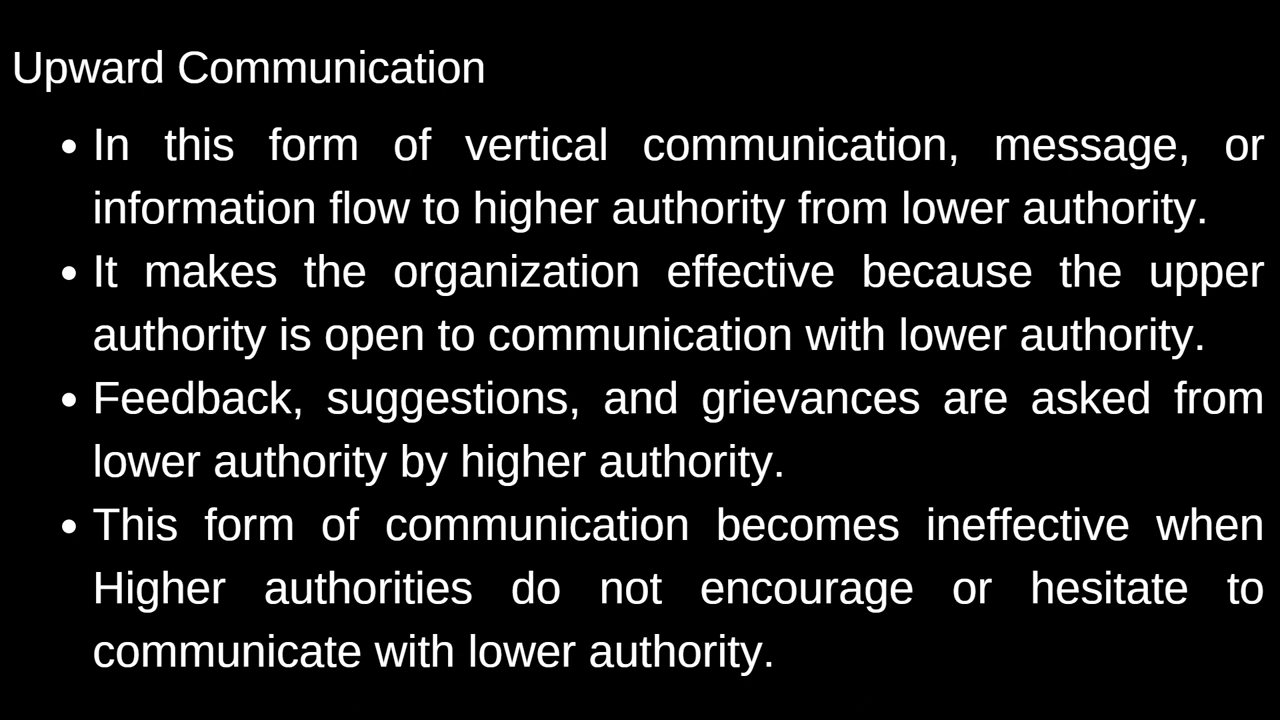 Upward Communication
• In this form of vertical communication, message, or
information flow to higher authority from lower authority.
• It makes the organization effective because the upper
authority is open to communication with lower authority.
• Feedback, suggestions, and grievances are asked from
lower authority by higher authority.
• This form of communication becomes ineffective when
Higher authorities do not encourage or hesitate to
communicate with lower authority.